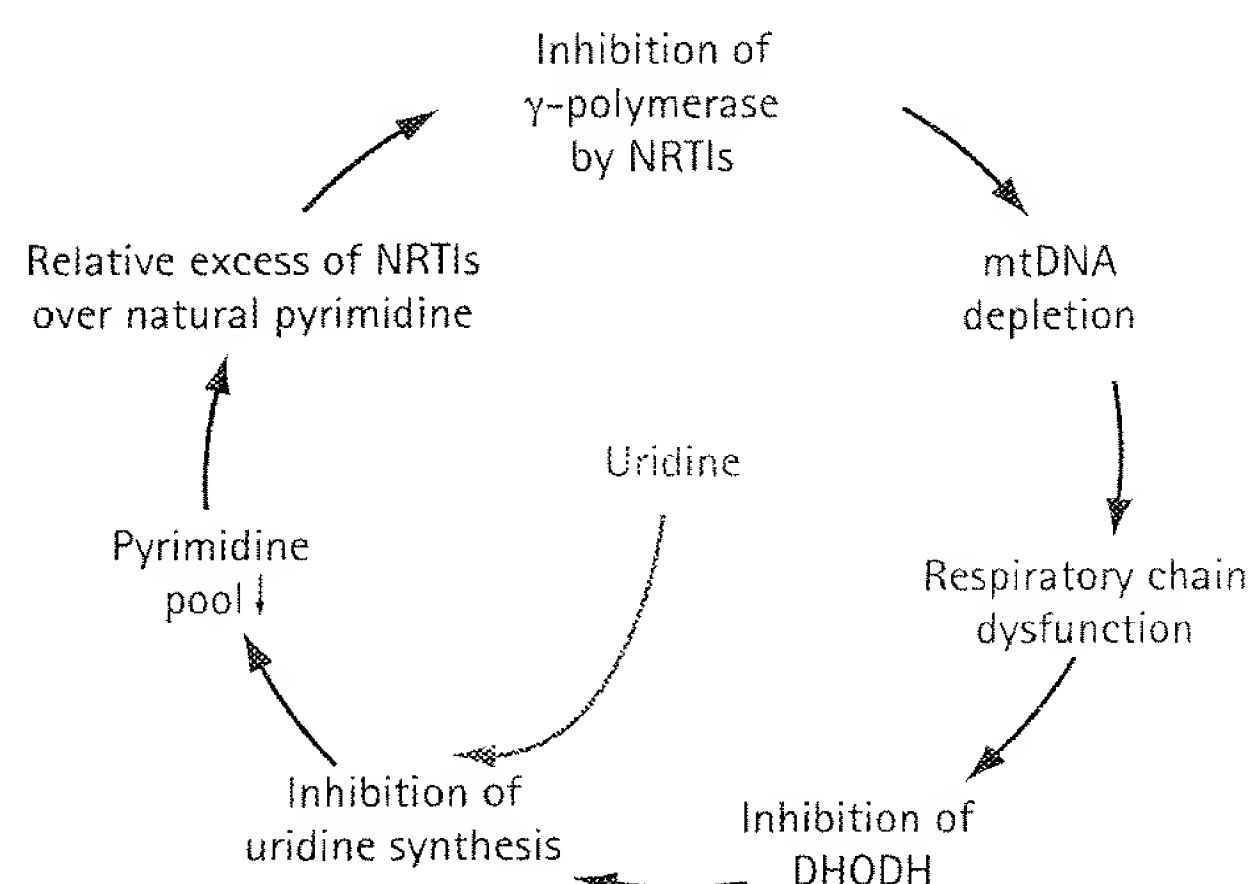 Inhibition of
γ-polymerase
by NRTIs
mtDNA
depletion
Respiratory chain
dysfunction
Inhibition of
DHODH
Inhibition of
uridine synthesis
Pyrimidine
pool↓
Relative excess of NRTIs
over natural pyrimidine
Uridine